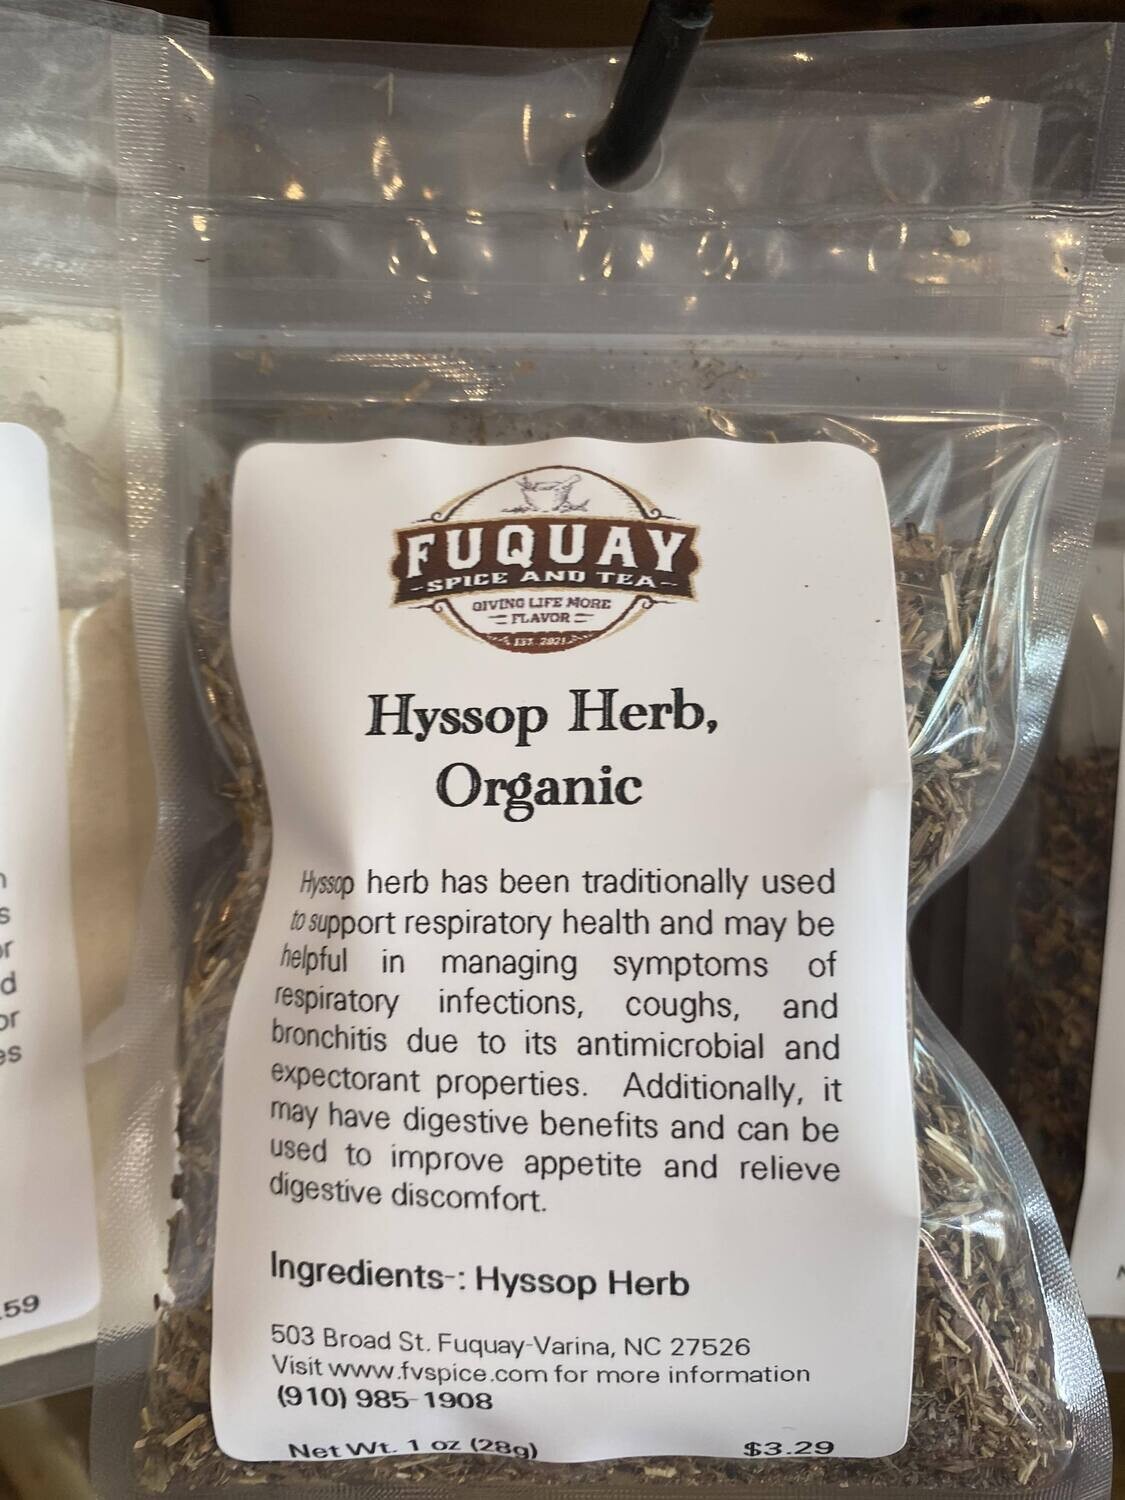 FUQUAY
SPICE AND TEA
GIVING LIFE MORE
FLAVOR
EST. 2021
Hyssop Herb,
Organic
Hyssop herb has been traditionally used
to support respiratory health and may be
helpful in managing symptoms of
respiratory infections, coughs, and
bronchitis due to its antimicrobial and
expectorant properties. Additionally, it
may have digestive benefits and can be
used to improve appetite and relieve
digestive discomfort.
Ingredients-: Hyssop Herb
503 Broad St. Fuquay-Varina, NC 27526
Visit www.fvspice.com for more information
(910) 985-1908
Net Wt. 1 oz (28g) $3.29
.59